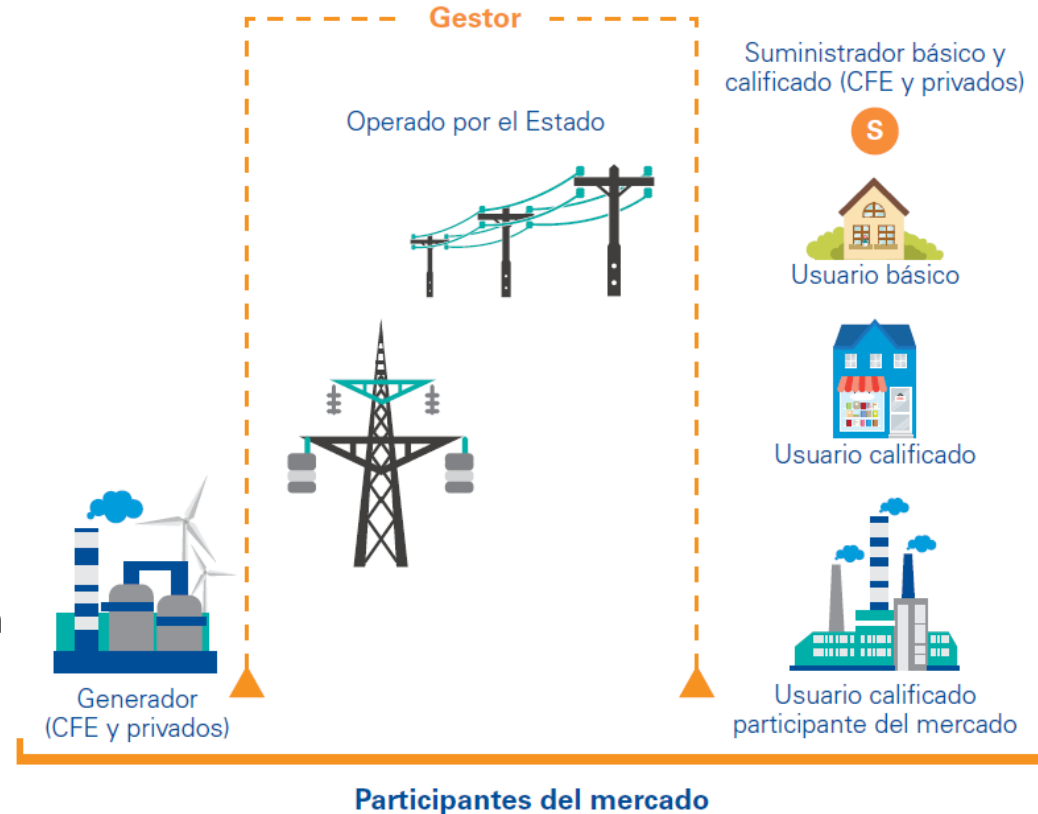 Gestor
Operado por el Estado
Suministrador básico y
calificado (CFE y privados)
S
Usuario básico
Usuario calificado
Generador
(CFE y privados)
Usuario calificado
participante del mercado
Participantes del mercado